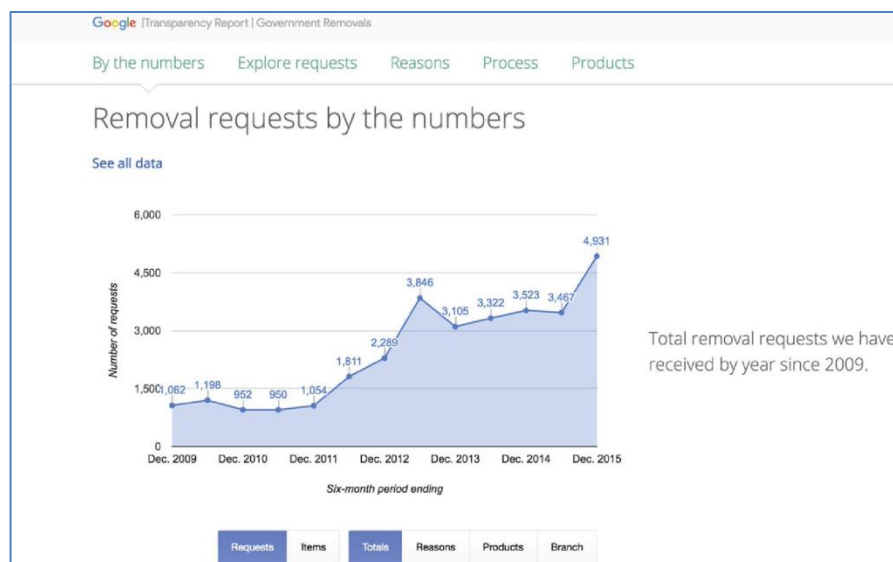 Google |Transparency Report | Government Removals
By the numbers Explore requests Reasons Process Products
Removal requests by the numbers
See all data
6,000
4,500
3,000
1,500
0
Number of requests
1,062
1,198
952
950
1,054
1,811
2,289
3,846
3,105
3,322
3,523
3,467
4,931
Dec. 2009 Dec. 2010 Dec. 2011 Dec. 2012 Dec. 2013 Dec. 2014 Dec. 2015
Six-month period ending
Total removal requests we have
received by year since 2009.
Requests Items Totals Reasons Products Branch